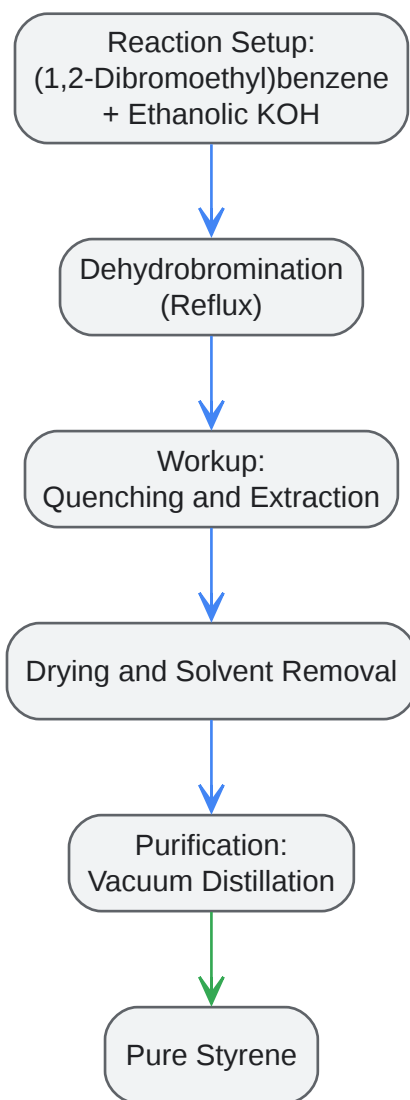 Reaction Setup:
(1,2-Dibromoethyl)benzene
+ Ethanolic KOH
Dehydrobromination
(Reflux)
Workup:
Quenching and Extraction
Drying and Solvent Removal
Purification:
Vacuum Distillation
Pure Styrene